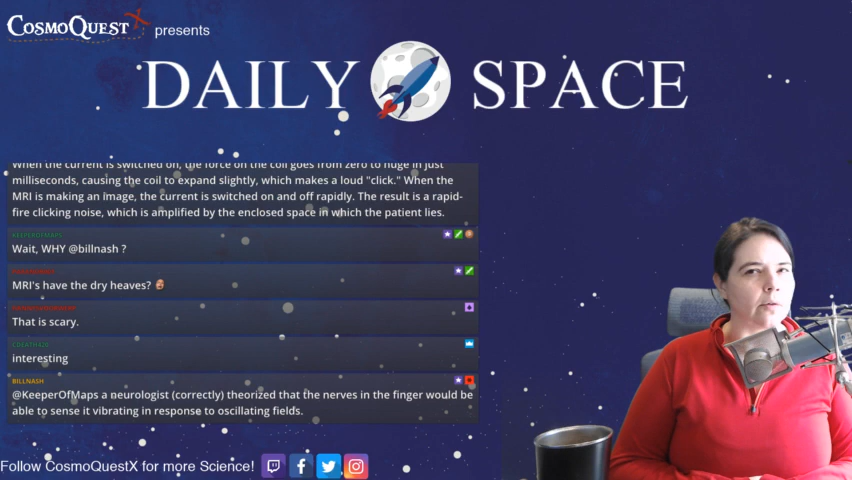 COSMOQUEST X presents
DAILY SPACE
When the current is switched on, the force on the coil goes from zero to huge in just
milliseconds, causing the coil to expand slightly, which makes a loud "click." When the
MRI is making an image, the current is switched on and off rapidly. The result is a rapid-
fire clicking noise, which is amplified by the enclosed space in which the patient lies.
KEEPEROFMAPS
Wait, WHY @billnash ?
MRI's have the dry heaves?
That is scary.
interesting
BILLNASH
@KeeperOfMaps a neurologist (correctly) theorized that the nerves in the finger would be
able to sense it vibrating in response to oscillating fields.
Follow CosmoQuestX for more Science!